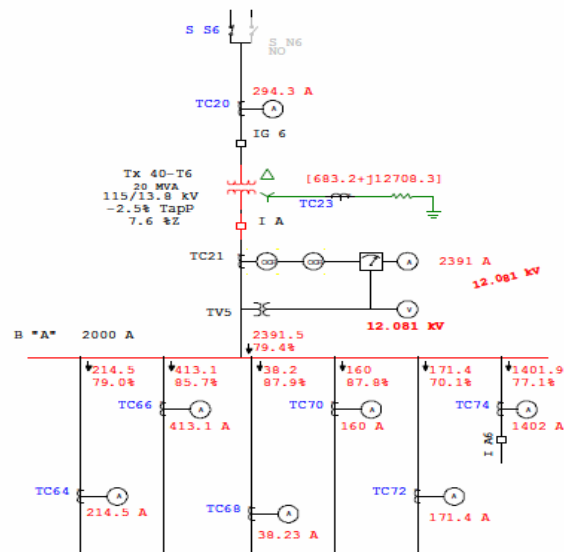 S S6
S N6
NO
294.3 A
TC20
A
IG 6
Tx 40-T6
20 MVA
115/13.8 kV
-2.5% TapP
7.6 %Z
[683.2+j12708.3]
TC23
I A
TC21
A
2391 A
12.081 kV
TV5
V
12.081 kV
B "A" 2000 A
2391.5
79.4%
214.5
79.0%
413.1
85.7%
38.2
87.9%
160
87.8%
171.4
70.1%
1401.9
77.1%
TC66
A
413.1 A
TC70
A
160 A
TC74
A
1402 A
I A6
TC64
A
214.5 A
TC68
A
38.23 A
TC72
A
171.4 A